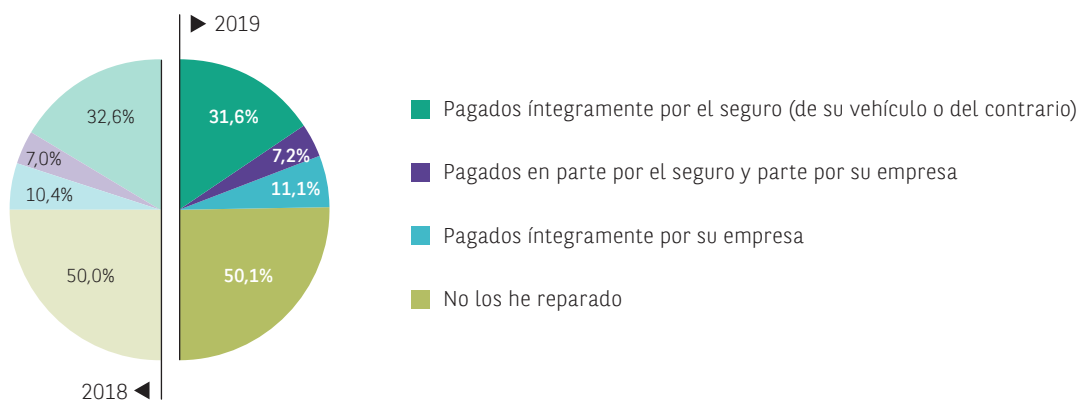 ▶ 2019
32,6%
7,0%
10,4%
50,0%
31,6%
7,2%
11,1%
50,1%
2018 ◀
Pagados íntegramente por el seguro (de su vehículo o del contrario)
Pagados en parte por el seguro y parte por su empresa
Pagados íntegramente por su empresa
No los he reparado